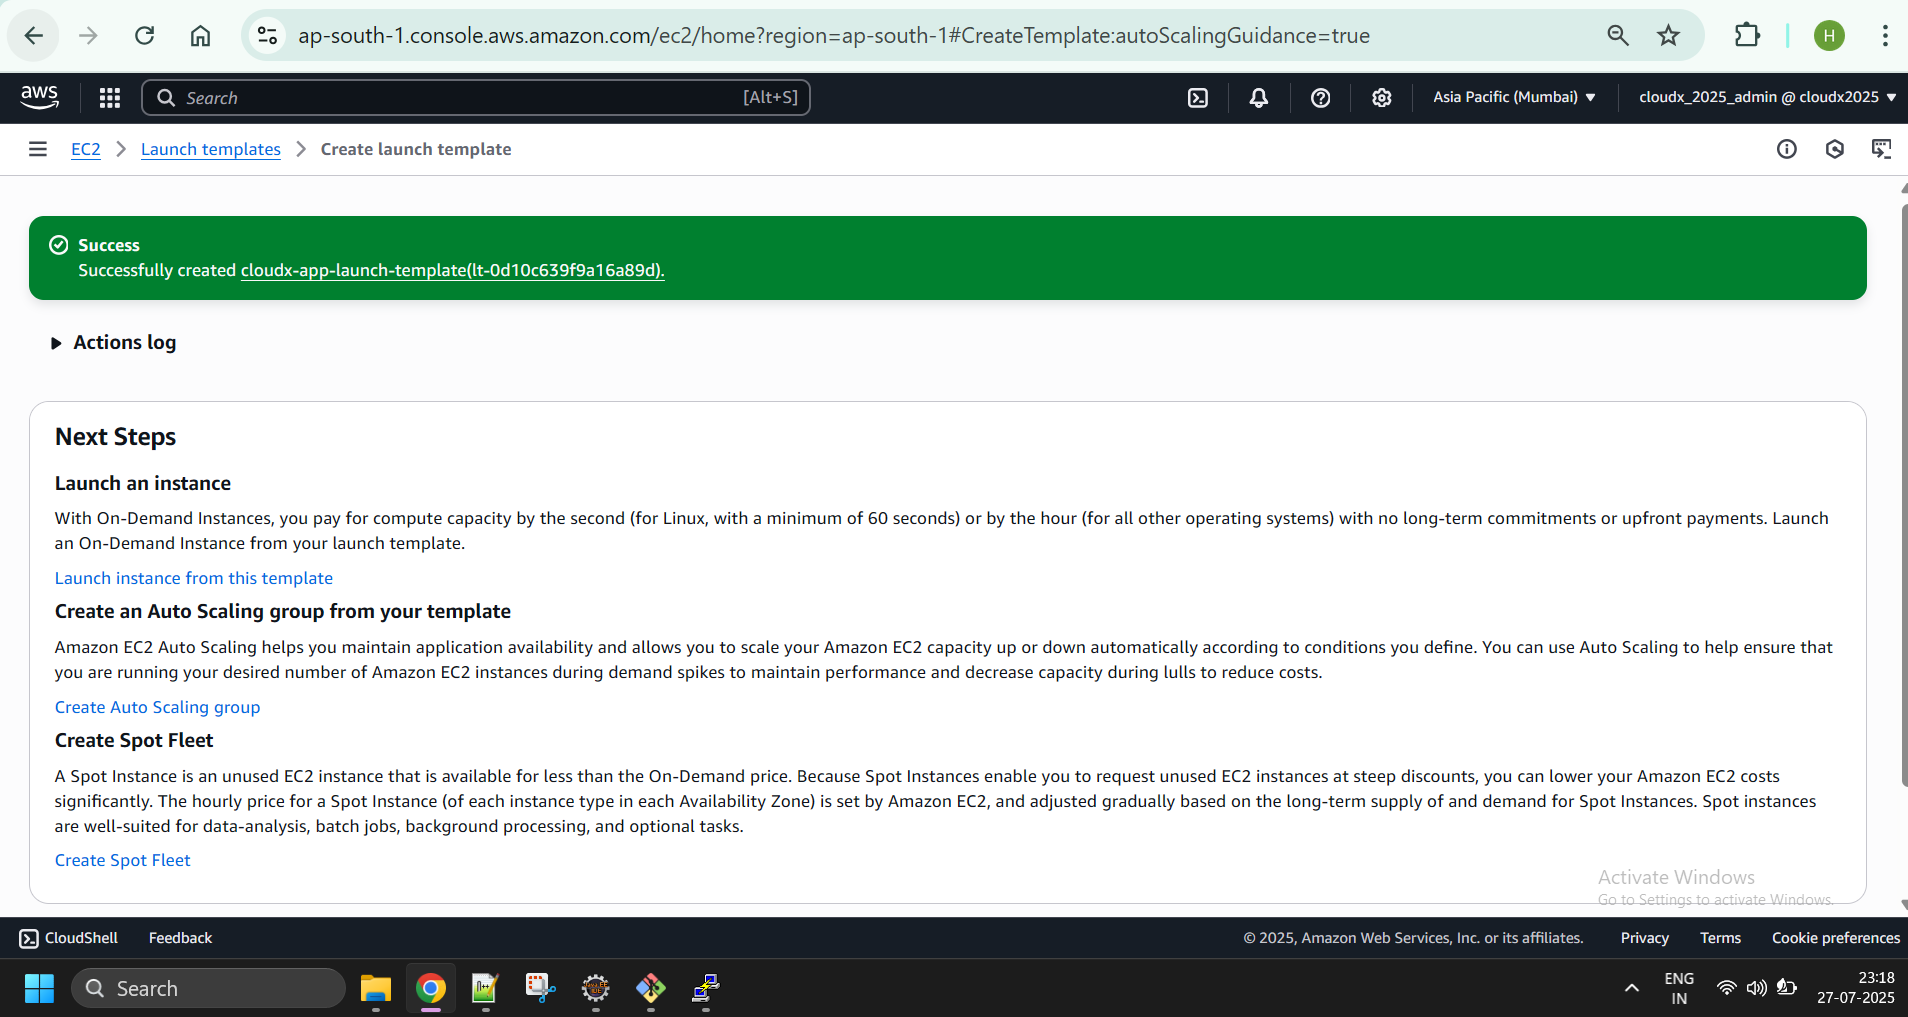 ap-south-1.console.aws.amazon.com/ec2/home?region=ap-south-1#CreateTemplate:autoScalingGuidance=true
H
aws
Search
[Alt+S]
Asia Pacific (Mumbai)
cloudx_2025_admin @ cloudx2025
EC2
Launch templates
Create launch template
Success
Successfully created cloudx-app-launch-template(lt-0d10c639f9a16a89d).
Actions log
Next Steps
Launch an instance
With On-Demand Instances, you pay for compute capacity by the second (for Linux, with a minimum of 60 seconds) or by the hour (for all other operating systems) with no long-term commitments or upfront payments. Launch
an On-Demand Instance from your launch template.
Launch instance from this template
Create an Auto Scaling group from your template
Amazon EC2 Auto Scaling helps you maintain application availability and allows you to scale your Amazon EC2 capacity up or down automatically according to conditions you define. You can use Auto Scaling to help ensure that
you are running your desired number of Amazon EC2 instances during demand spikes to maintain performance and decrease capacity during lulls to reduce costs.
Create Auto Scaling group
Create Spot Fleet
A Spot Instance is an unused EC2 instance that is available for less than the On-Demand price. Because Spot Instances enable you to request unused EC2 instances at steep discounts, you can lower your Amazon EC2 costs
significantly. The hourly price for a Spot Instance (of each instance type in each Availability Zone) is set by Amazon EC2, and adjusted gradually based on the long-term supply of and demand for Spot Instances. Spot instances
are well-suited for data-analysis, batch jobs, background processing, and optional tasks.
Create Spot Fleet
Activate Windows
Go to Settings to activate Windows.
CloudShell
Feedback
© 2025, Amazon Web Services, Inc. or its affiliates.
Privacy
Terms
Cookie preferences
Search
ENG
IN
23:18
27-07-2025